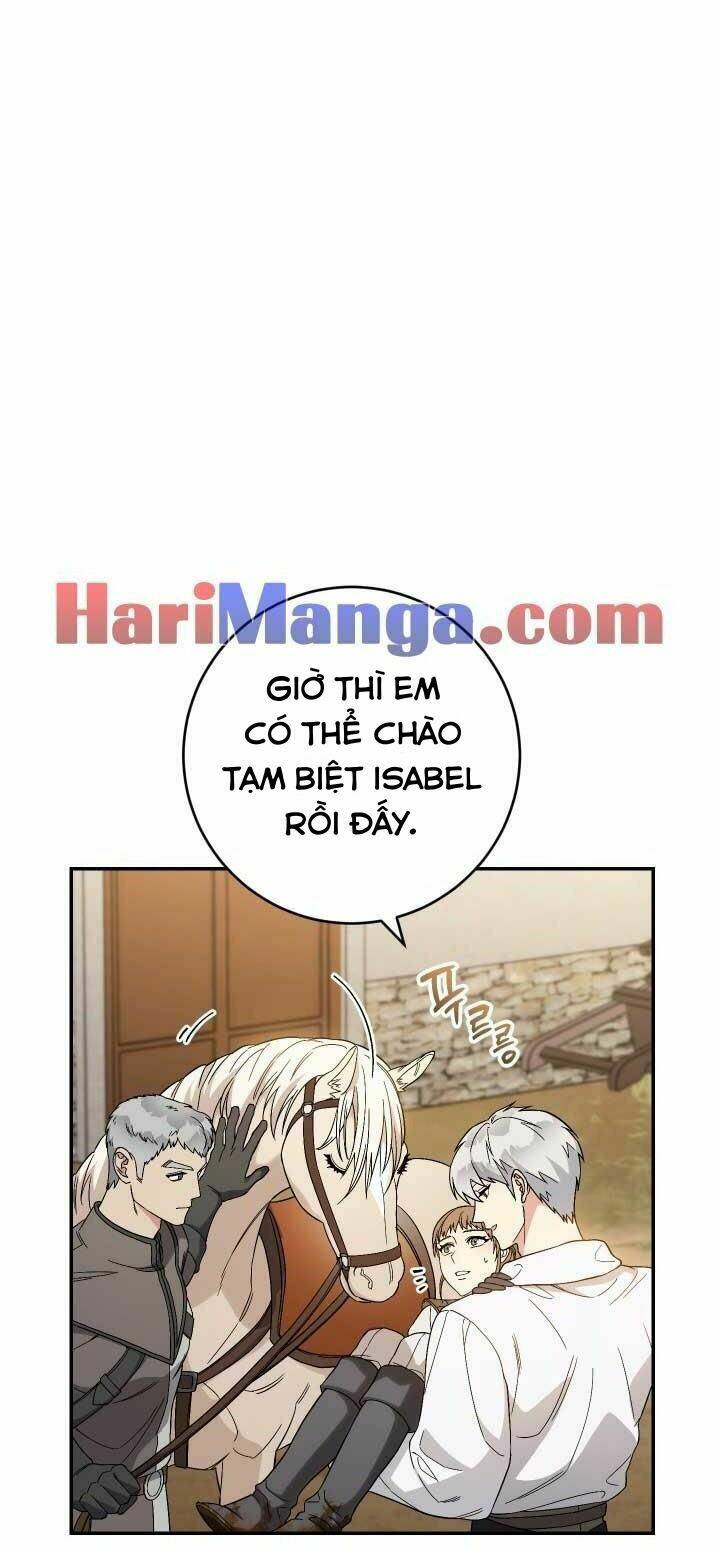 HariManga.com
GIỜ THÌ EM
CÓ THỂ CHÀO
TẠM BIỆT ISABEL
RỒI ĐẤY.
푸르릉